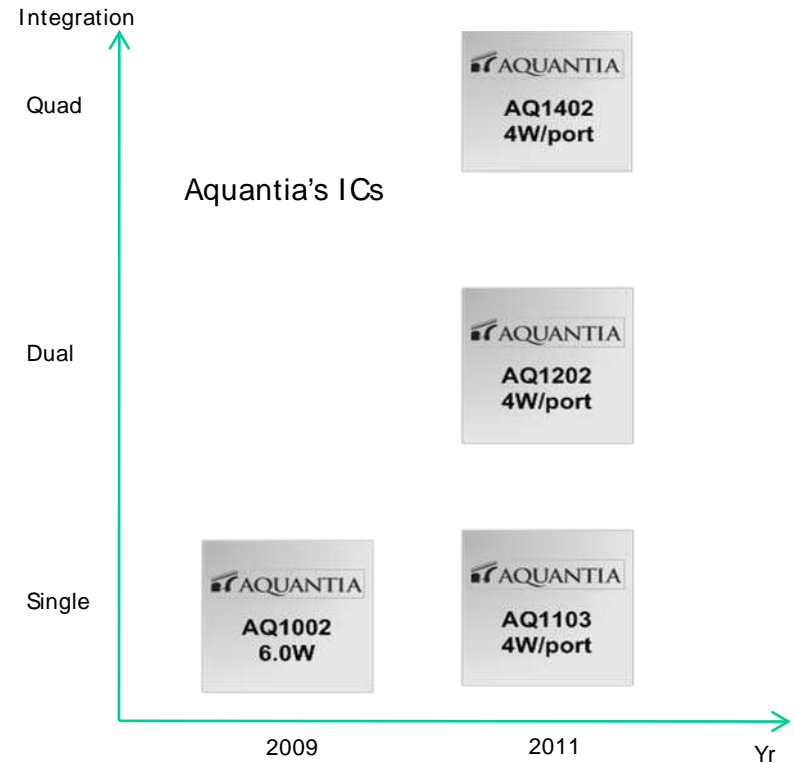 Integration
Quad
AQUANTIA
AQ1402
4W/port
Aquantia's ICs
Dual
AQUANTIA
AQ1202
4W/port
Single
AQUANTIA
AQ1002
6.0W
AQUANTIA
AQ1103
4W/port
2009
2011
Yr